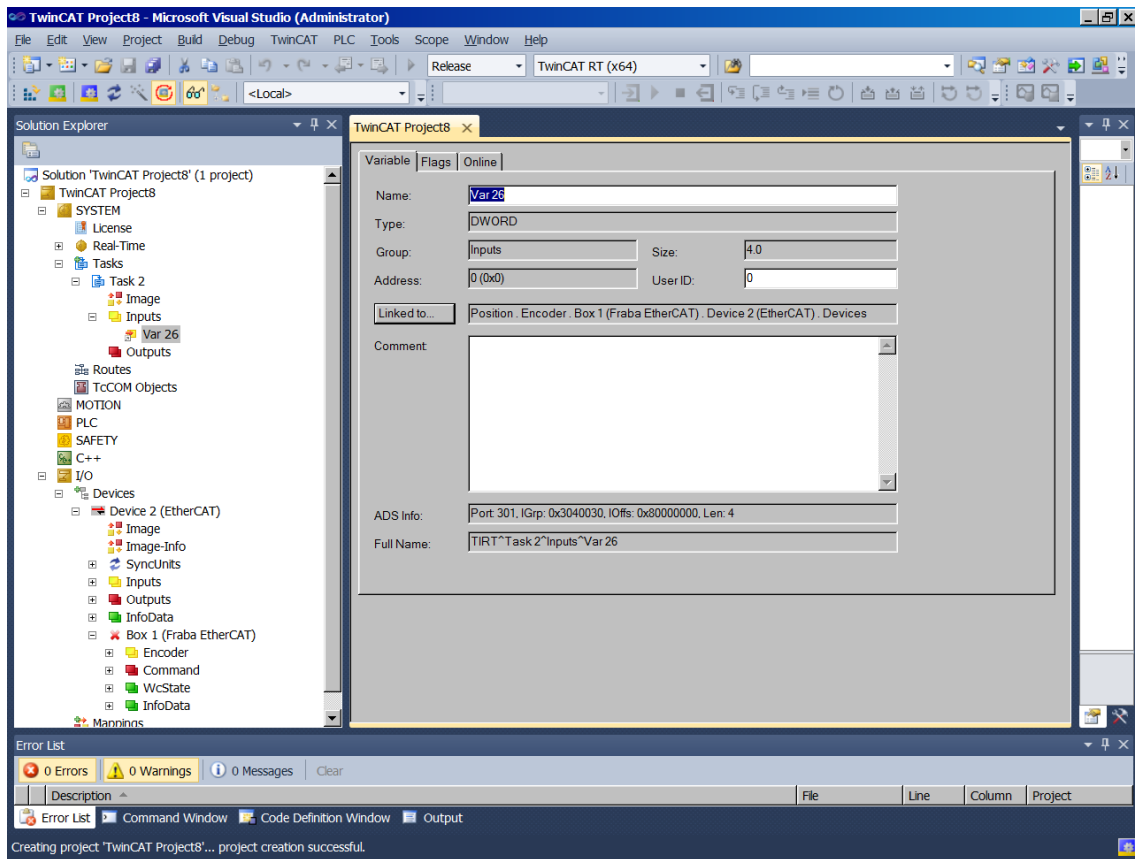 TwinCAT Project8 - Microsoft Visual Studio (Administrator)
File Edit View Project Build Debug TwinCAT PLC Tools Scope Window Help
Release TwinCAT RT (x64)
<Local>
Solution Explorer
Solution 'TwinCAT Project8' (1 project)
TwinCAT Project8
SYSTEM
License
Real-Time
Tasks
Task 2
Image
Inputs
Var 26
Outputs
Routes
TcCOM Objects
MOTION
PLC
SAFETY
C++
I/O
Devices
Device 2 (EtherCAT)
Image
Image-Info
SyncUnits
Inputs
Outputs
InfoData
Box 1 (Fraba EtherCAT)
Encoder
Command
WcState
InfoData
Mappings
TwinCAT Project8
Variable Flags Online
Name: Var 26
Type: DWORD
Group: Inputs Size: 4.0
Address: 0 (0x0) User ID: 0
Linked to... Position . Encoder . Box 1 (Fraba EtherCAT) . Device 2 (EtherCAT) . Devices
Comment:
ADS Info: Port: 301, IGrp: 0x3040030, IOffs: 0x80000000, Len: 4
Full Name: TIRT^Task 2^Inputs^Var 26
Error List
0 Errors 0 Warnings 0 Messages Clear
Description File Line Column Project
Error List Command Window Code Definition Window Output
Creating project 'TwinCAT Project8'... project creation successful.